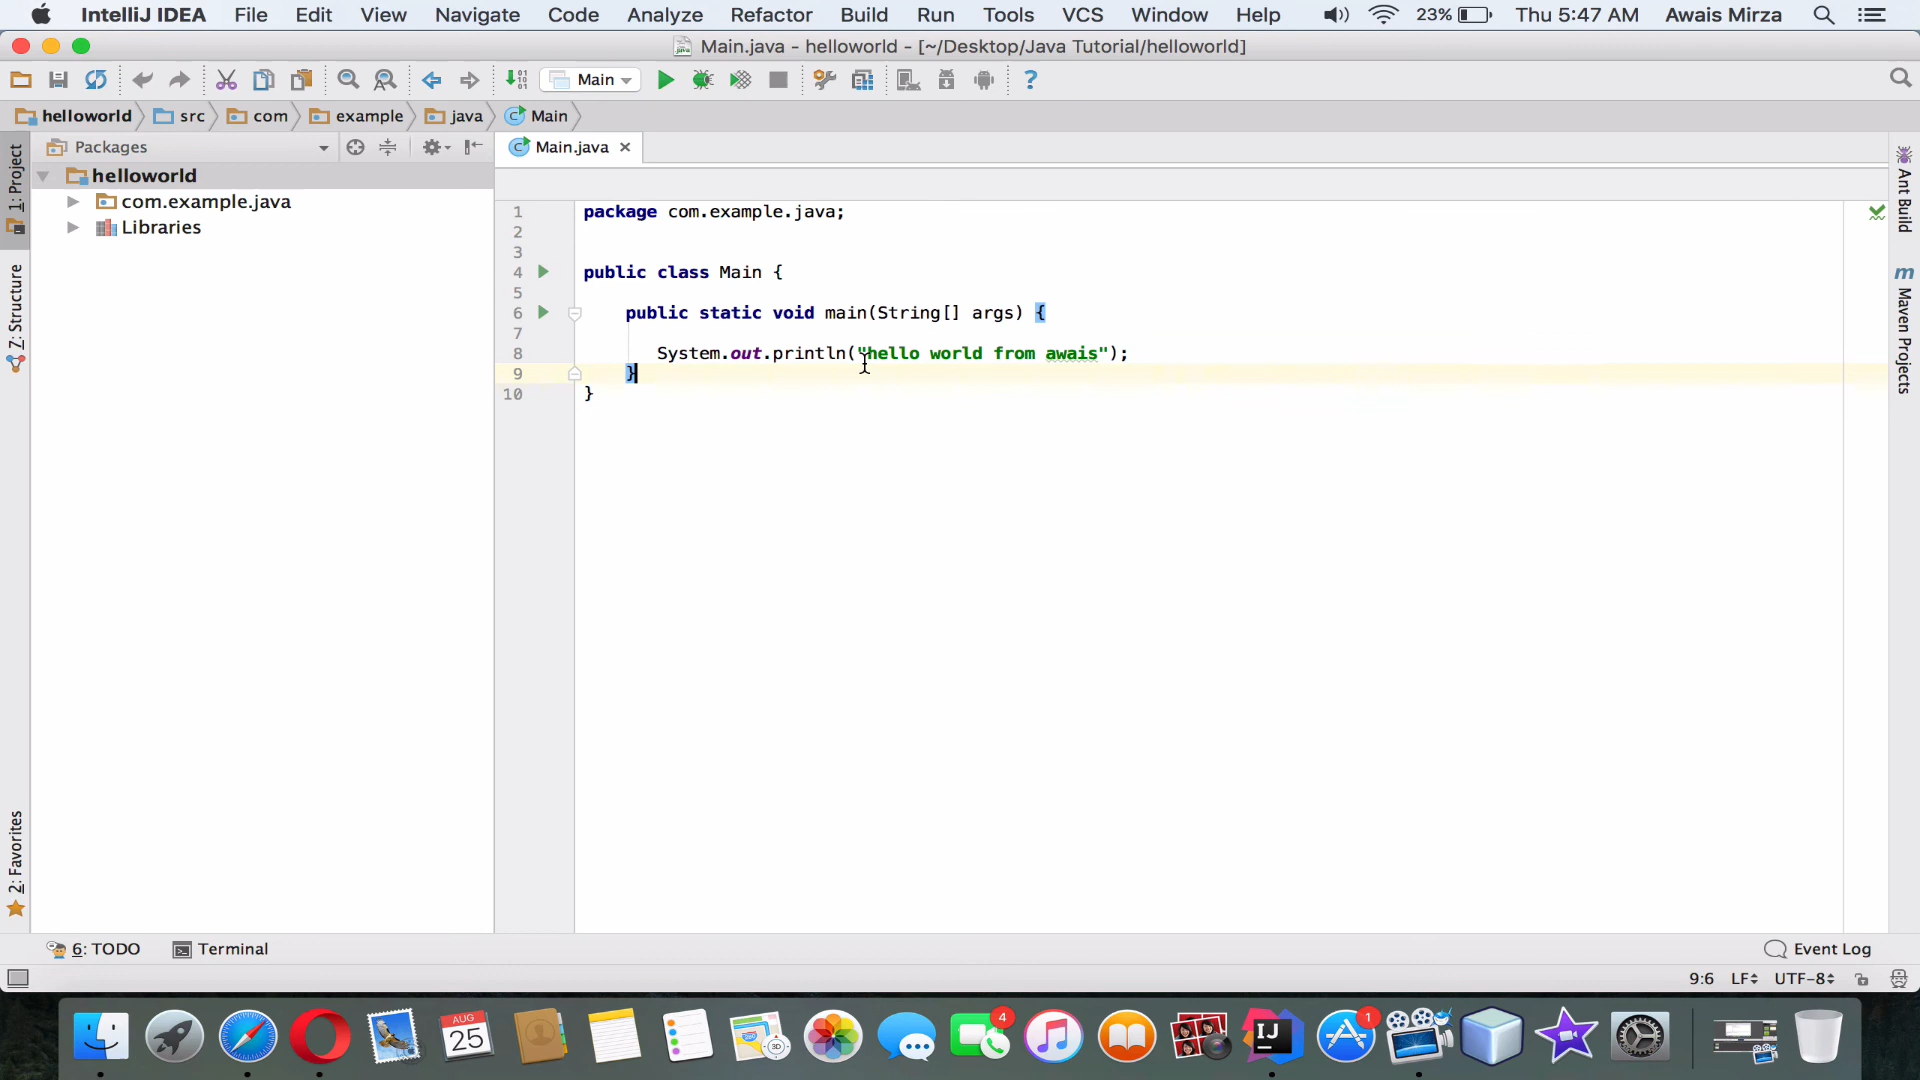 IntelliJ IDEA File Edit View Navigate Code Analyze Refactor Build Run Tools VCS Window Help 23% Thu 5:47 AM Awais Mirza
Main.java - helloworld - [~/Desktop/Java Tutorial/helloworld]
Main ?
helloworld src com example java Main
1: Project
Z: Structure
2: Favorites
Packages
helloworld
com.example.java
Libraries
Main.java
1 package com.example.java;
2
3
4 public class Main {
5
6 public static void main(String[] args) {
7
8 System.out.println("hello world from awais");
9 }
10 }
Ant Build
m Maven Projects
6: TODO Terminal Event Log
9:6 LF UTF-8
AUG
25
3D
4
IJ
1